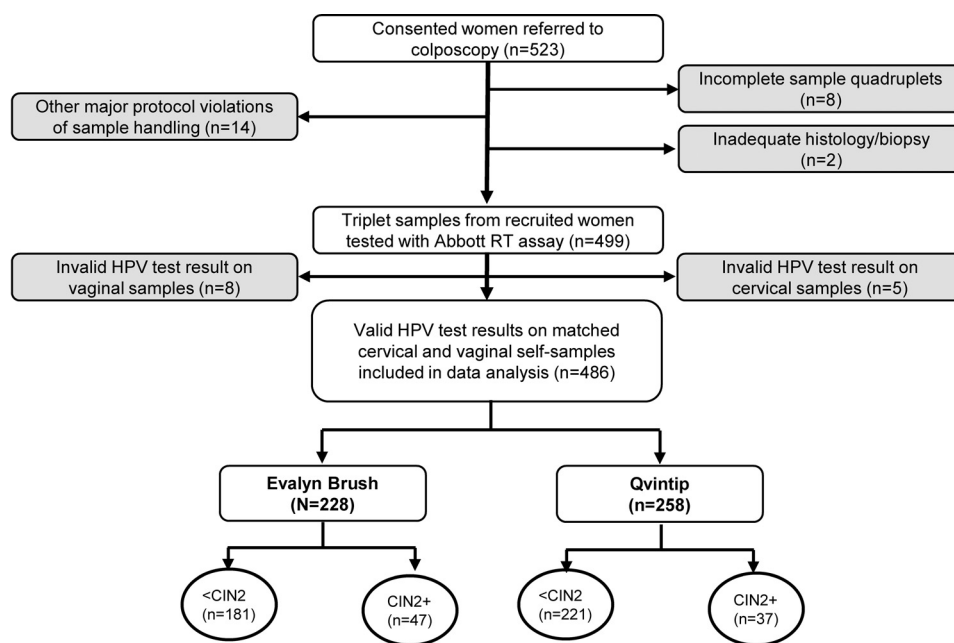 Consented women referred to
colposcopy (n=523)
Incomplete sample quadruplets
(n=8)
Other major protocol violations
of sample handling (n=14)
Inadequate histology/biopsy
(n=2)
Triplet samples from recruited women
tested with Abbott RT assay (n=499)
Invalid HPV test result on
vaginal samples (n=8)
Invalid HPV test result on
cervical samples (n=5)
Valid HPV test results on matched
cervical and vaginal self-samples
included in data analysis (n=486)
Evalyn Brush
(N=228)
Qvintip
(n=258)
<CIN2
(n=181)
CIN2+
(n=47)
<CIN2
(n=221)
CIN2+
(n=37)